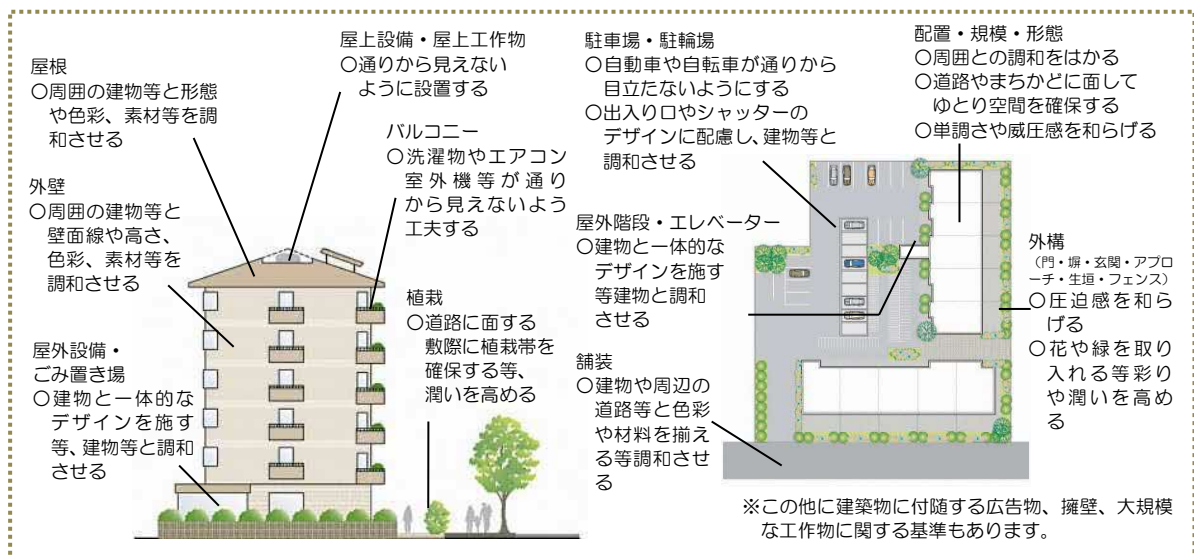 屋根
○周囲の建物等と形態
や色彩、素材等を調
和させる
外壁
○周囲の建物等と
壁面線や高さ、
色彩、素材等を
調和させる
屋外設備・
ごみ置き場
○建物と一体的な
デザインを施す
等、建物等と調和
させる
屋上設備・屋上工作物
○通りから見えない
ように設置する
バルコニー
○洗濯物やエアコン
室外機等が通り
から見えないよう
工夫する
植栽
○道路に面する
敷際に植栽帯を
確保する等、
潤いを高める
駐車場・駐輪場
○自動車や自転車が通りから
目立たないようにする
○出入り口やシャッターの
デザインに配慮し、建物等と
調和させる
屋外階段・エレベーター
○建物と一体的な
デザインを施す
等建物と調和
させる
舗装
○建物や周辺の
道路等と色彩
や材料を揃え
る等調和させ
る
配置・規模・形態
○周囲との調和をはかる
○道路やまちかどに面して
ゆとり空間を確保する
○単調さや威圧感を和らげる
外構
（門・塀・玄関・アプロ
ーチ・生垣・フェンス）
○圧迫感を和ら
げる
○花や緑を取り
入れる等彩り
や潤いを高め
る
※この他に建築物に付随する広告物、擁壁、大規模
な工作物に関する基準もあります。